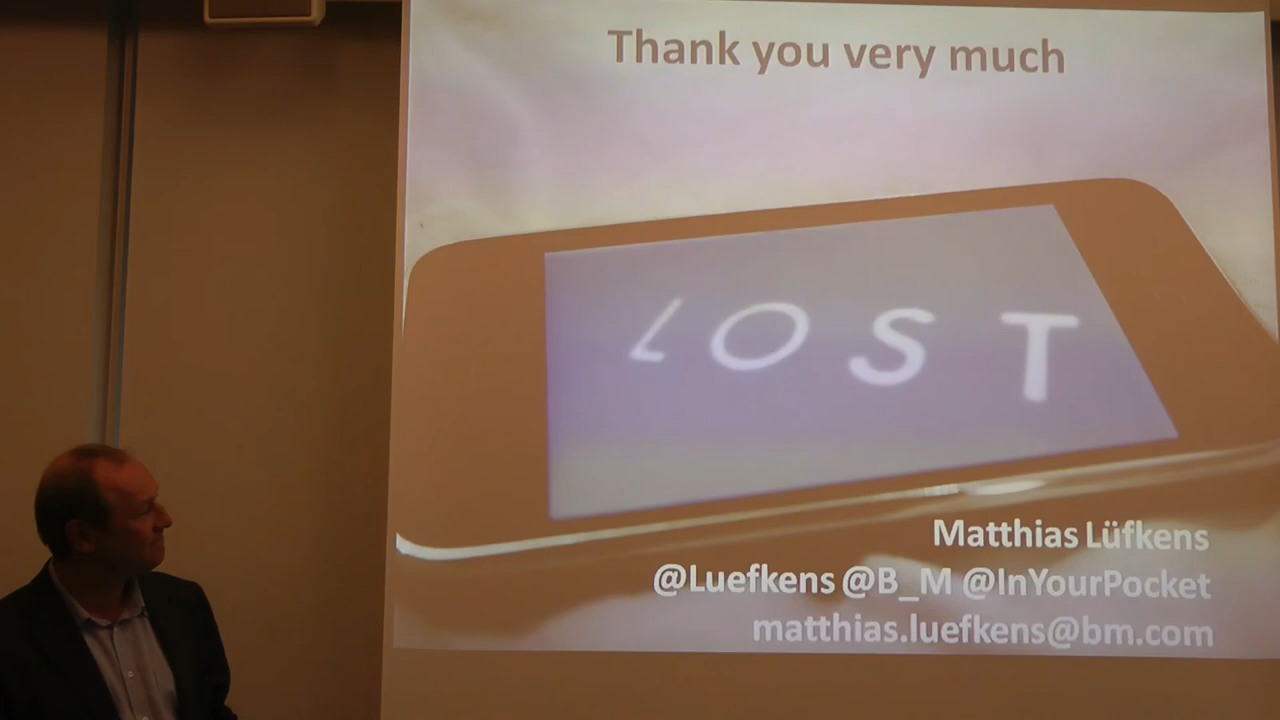 Thank you very much
LOST
Matthias Lüfkens
@Luefkens @B_M @InYourPocket
matthias.luefkens@bm.com